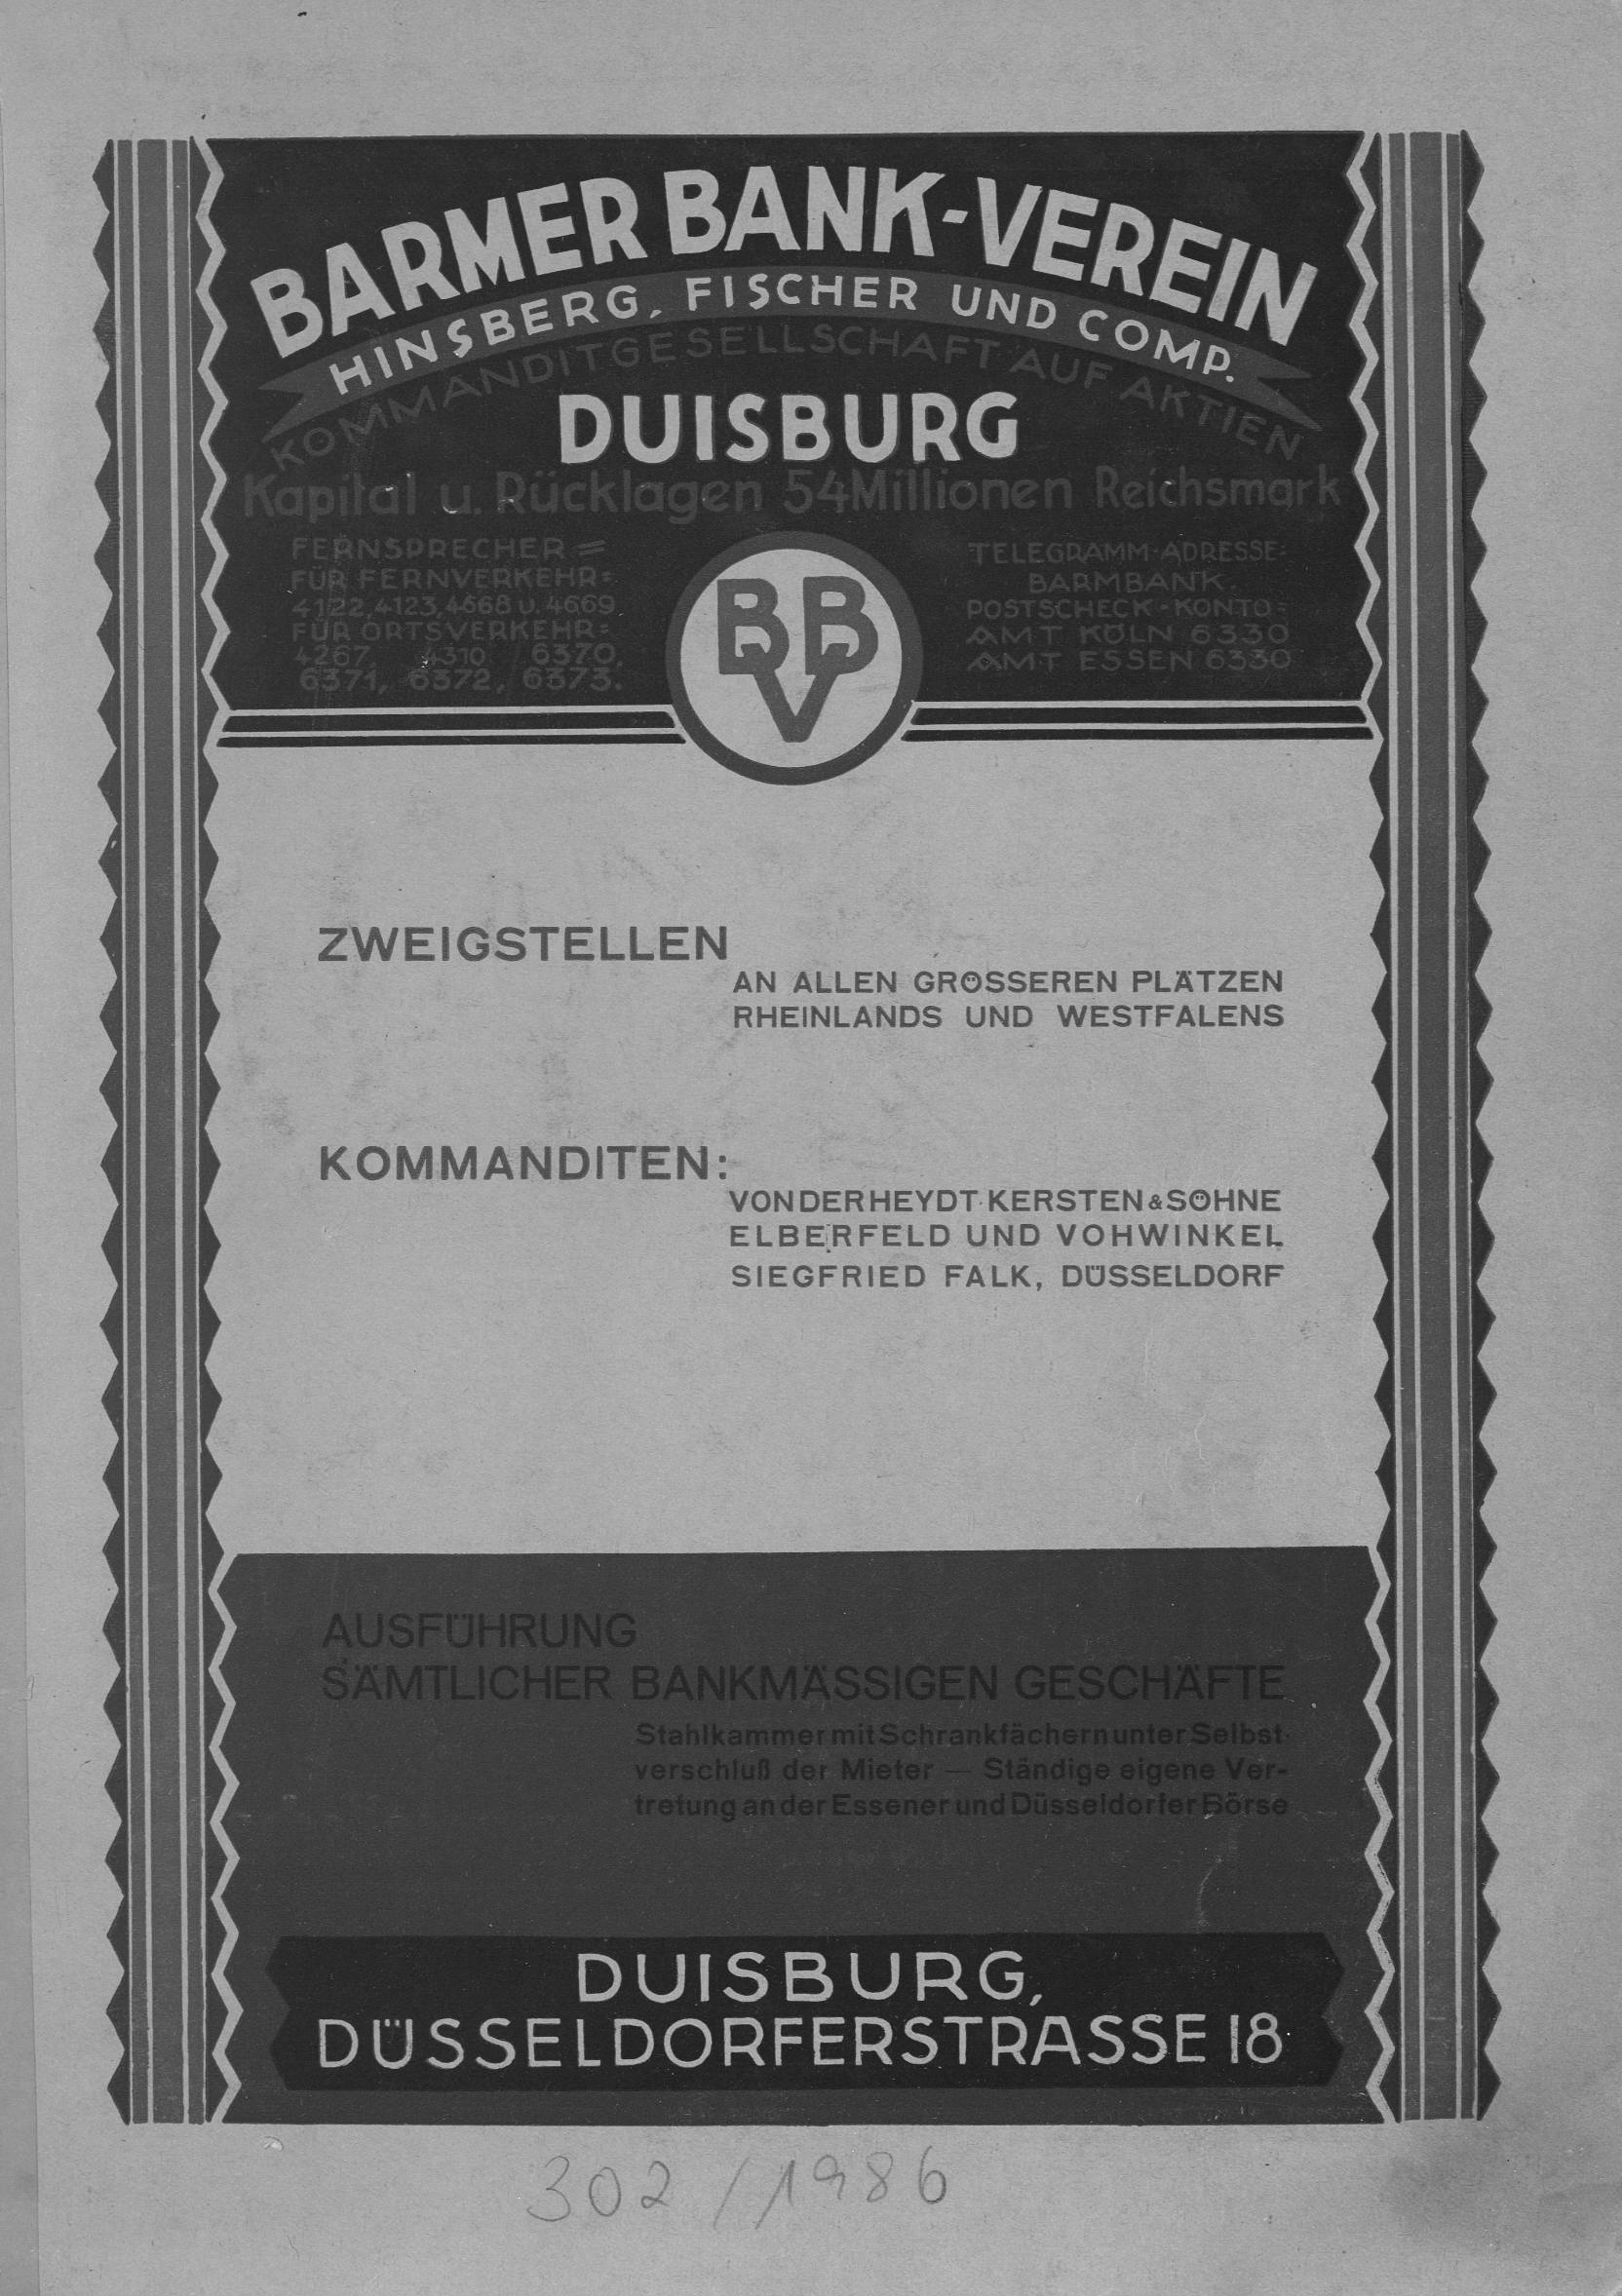 BARMER BANK-VEREIN
HINSBERG, FISCHER UND COMP.
KOMMANDITGESELLSCHAFT AUF AKTIEN
DUISBURG
Kapital u. Rücklagen 54 Millionen Reichsmark
FERNSPRECHER =
FÜR FERNVERKEHR:
4122, 4123, 4668 u. 4669
FÜR ORTSVERKEHR:
4267, 4310, 6370,
6371, 6372, 6373.
BBV
TELEGRAMM-ADRESSE:
BARMBANK.
POSTSCHECK-KONTO:
AMT KÖLN 6330
AMT ESSEN 6330
ZWEIGSTELLEN
AN ALLEN GRÖSSEREN PLÄTZEN
RHEINLANDS UND WESTFALENS
KOMMANDITEN:
VON DER HEYDT-KERSTEN & SÖHNE
ELBERFELD UND VOHWINKEL
SIEGFRIED FALK, DÜSSELDORF
AUSFÜHRUNG
SÄMTLICHER BANKMÄSSIGEN GESCHÄFTE
Stahlkammer mit Schrankfächern unter Selbst-
verschluß der Mieter — Ständige eigene Ver-
tretung an der Essener und Düsseldorfer Börse
DUISBURG,
DÜSSELDORFERSTRASSE 18
302/1986